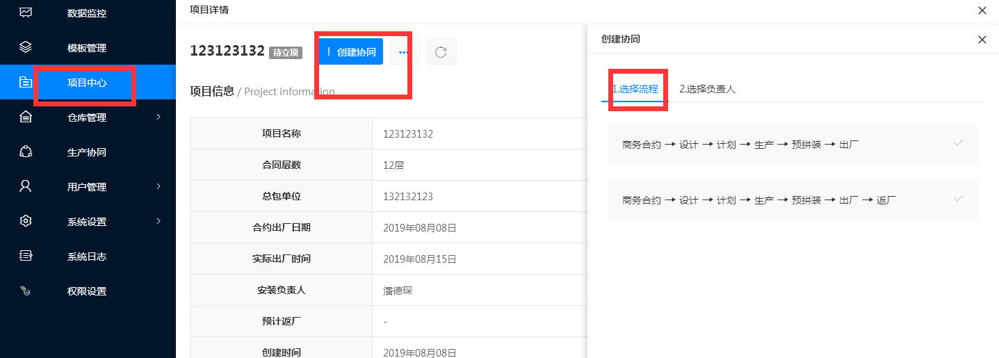 数据监控
模板管理
项目中心
仓库管理
生产协同
用户管理
系统设置
系统日志
权限设置
项目详情
123123132 待立项 创建协同
项目信息 / Project information
项目名称 123123132
合同层数 12层
总包单位 132132123
合约出厂日期 2019年08月08日
实际出厂时间 2019年08月15日
安装负责人 潘德琛
预计返厂 -
创建时间 2019年08月08日
创建协同
1.选择流程 2.选择负责人
商务合约 → 设计 → 计划 → 生产 → 预拼装 → 出厂
商务合约 → 设计 → 计划 → 生产 → 预拼装 → 出厂 → 返厂